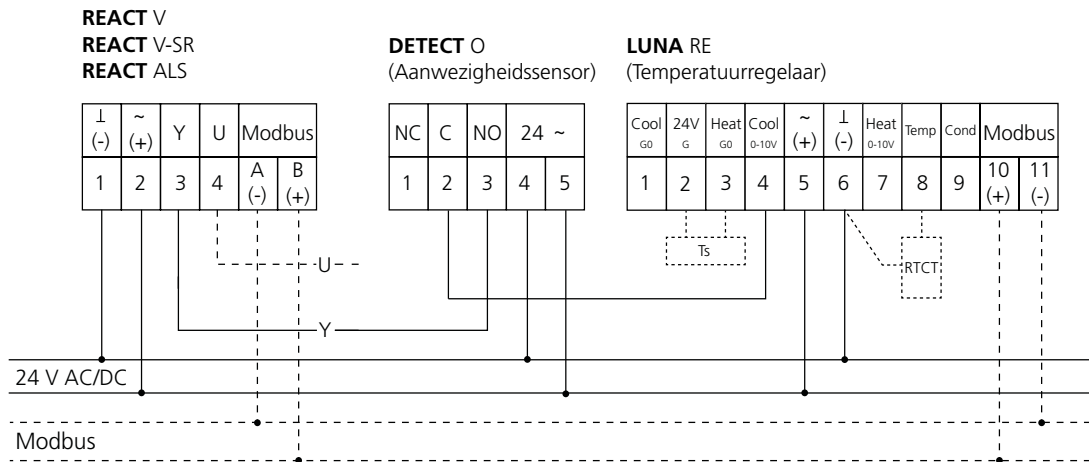 REACT V
REACT V-SR
REACT ALS
⊥ (-) ~ (+) Y U Modbus
1 2 3 4 A (-) B (+)
DETECT O
(Aanwezigheidssensor)
NC C NO 24 ~
1 2 3 4 5
LUNA RE
(Temperatuurregelaar)
Cool G0 24V G Heat G0 Cool 0-10V ~ (+) ⊥ (-) Heat 0-10V Temp Cond Modbus
1 2 3 4 5 6 7 8 9 10 (+) 11 (-)
Ts
U
RTCT
Y
24 V AC/DC
Modbus